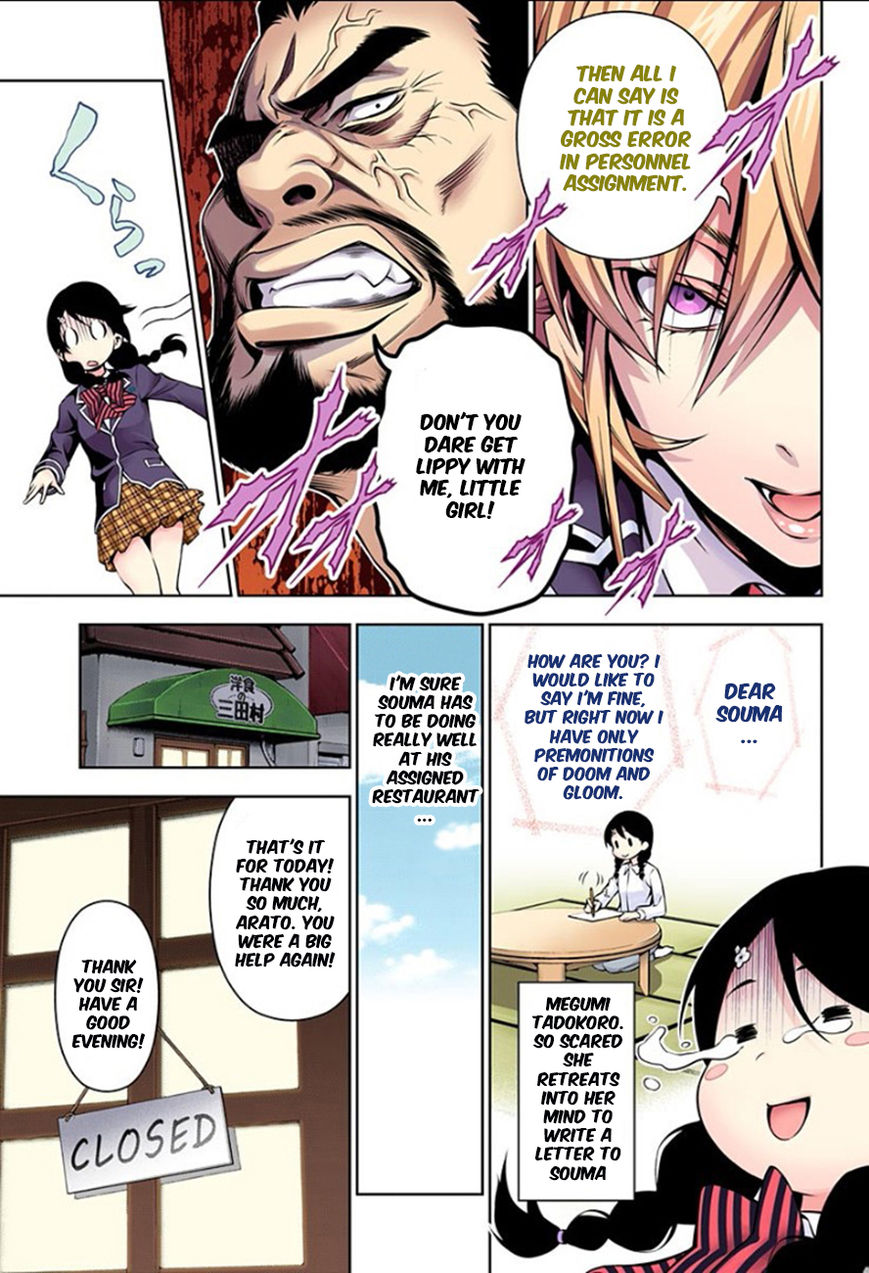 THEN ALL I
CAN SAY IS
THAT IT IS A
GROSS ERROR
IN PERSONNEL
ASSIGNMENT.
DON'T YOU
DARE GET
LIPPY WITH
ME, LITTLE
GIRL!
くらっ
DEAR
SOUMA
...
HOW ARE YOU? I
WOULD LIKE TO
SAY I'M FINE,
BUT RIGHT NOW I
HAVE ONLY
PREMONITIONS
OF DOOM AND
GLOOM.
MEGUMI
TADOKORO.
SO SCARED
SHE
RETREATS
INTO HER
MIND TO
WRITE A
LETTER TO
SOUMA
I'M SURE
SOUMA HAS
TO BE DOING
REALLY WELL
AT HIS
ASSIGNED
RESTAURANT
...
洋食
の
三田村
THAT'S IT
FOR TODAY!
THANK YOU
SO MUCH,
ARATO. YOU
WERE A BIG
HELP AGAIN!
THANK
YOU SIR!
HAVE A
GOOD
EVENING!
CLOSED